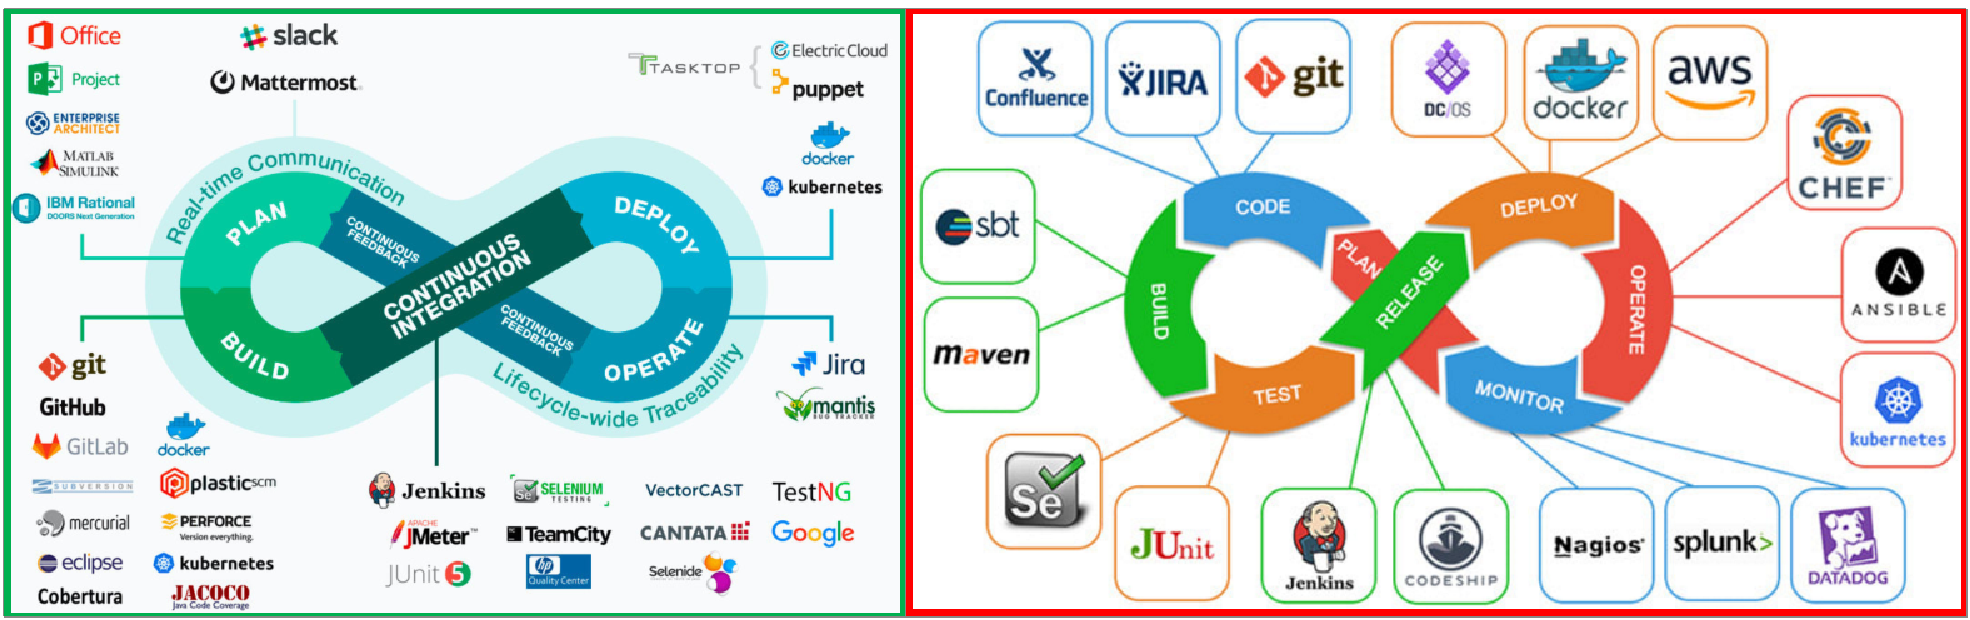 Office
Project
ENTERPRISE
ARCHITECT
MATLAB
SIMULINK
IBM Rational
DOORS Next Generation
slack
Mattermost
TASKTOP
Electric Cloud
puppet
docker
kubernetes
Real-time Communication
PLAN
CONTINUOUS
FEEDBACK
CONTINUOUS
INTEGRATION
DEPLOY
BUILD
CONTINUOUS
FEEDBACK
OPERATE
Lifecycle-wide Traceability
git
GitHub
GitLab
SUBVERSION
mercurial
eclipse
Cobertura
docker
plasticscm
PERFORCE
Version everything.
kubernetes
JACOCO
Java Code Coverage
Jenkins
APACHE
JMeter™
JUnit 5
Se SELENIUM
TESTING
TeamCity
hp
Quality Center
VectorCAST
CANTATA
Selenide
TestNG
Google
Jira
mantis
BUG TRACKER
Confluence
JIRA
git
DC/OS
docker
aws
CHEF
sbt
maven
CODE
PLAN
RELEASE
DEPLOY
BUILD
OPERATE
TEST
MONITOR
A
ANSIBLE
kubernetes
Se
JUnit
Jenkins
CODESHIP
Nagios®
splunk>
DATADOG